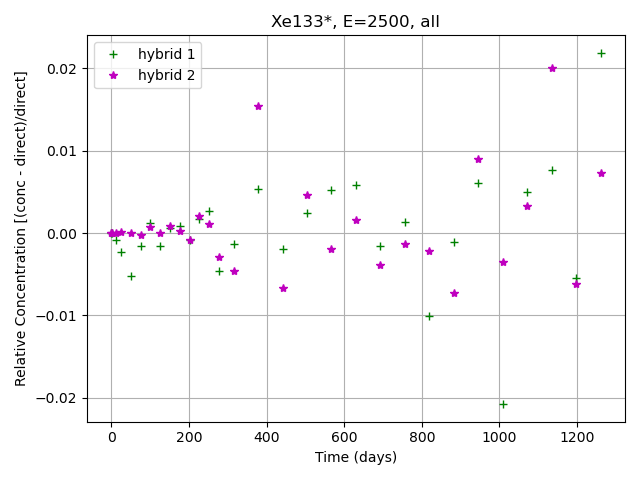 Xe133*, E=2500, all
hybrid 1
hybrid 2
Relative Concentration [(conc - direct)/direct]
0.02
0.01
0.00
−0.01
−0.02
0
200
400
600
800
1000
1200
Time (days)